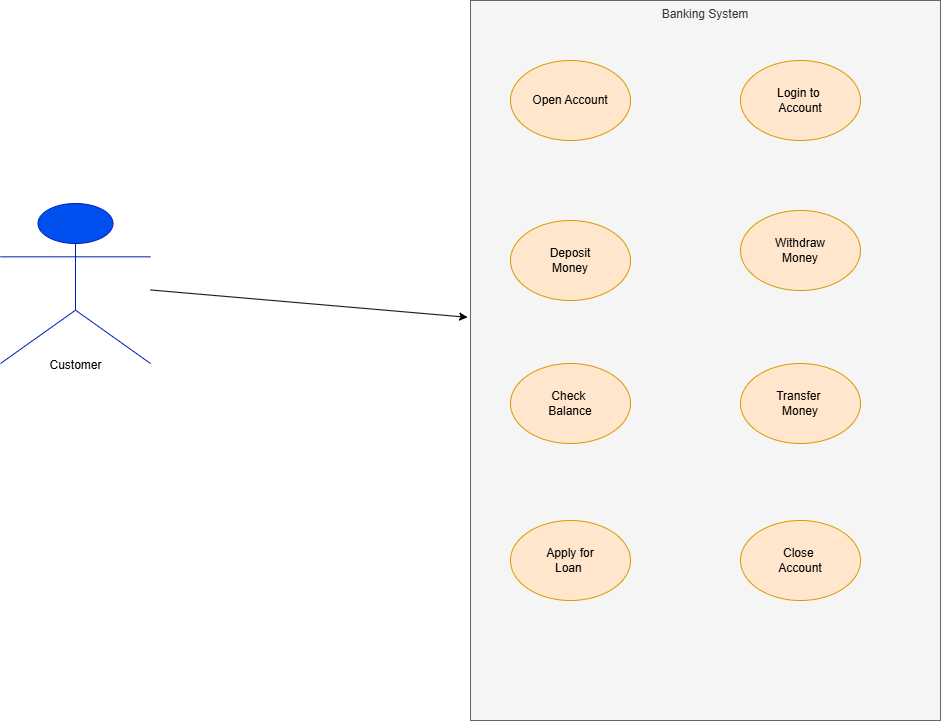 Banking System
Open Account
Login to
Account
Deposit
Money
Withdraw
Money
Customer
Check
Balance
Transfer
Money
Apply for
Loan
Close
Account